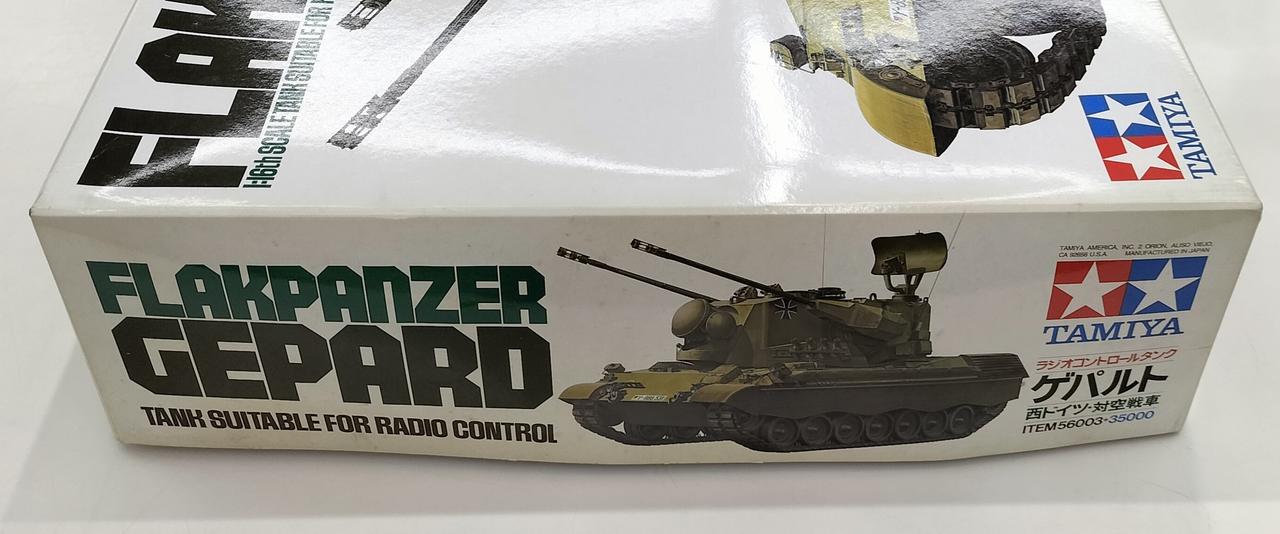 FLAK
1:16th SCALE TANK SUITABLE FOR
TAMIYA
FLAKPANZER
GEPARD
TANK SUITABLE FOR RADIO CONTROL
TAMIYA AMERICA, INC. 2 ORION, ALISO VIEJO,
CA 92656 U.S.A. MANUFACTURED IN JAPAN
TAMIYA
ラジオコントロールタンク
ゲパルト
西ドイツ・対空戦車
ITEM 56003*35000